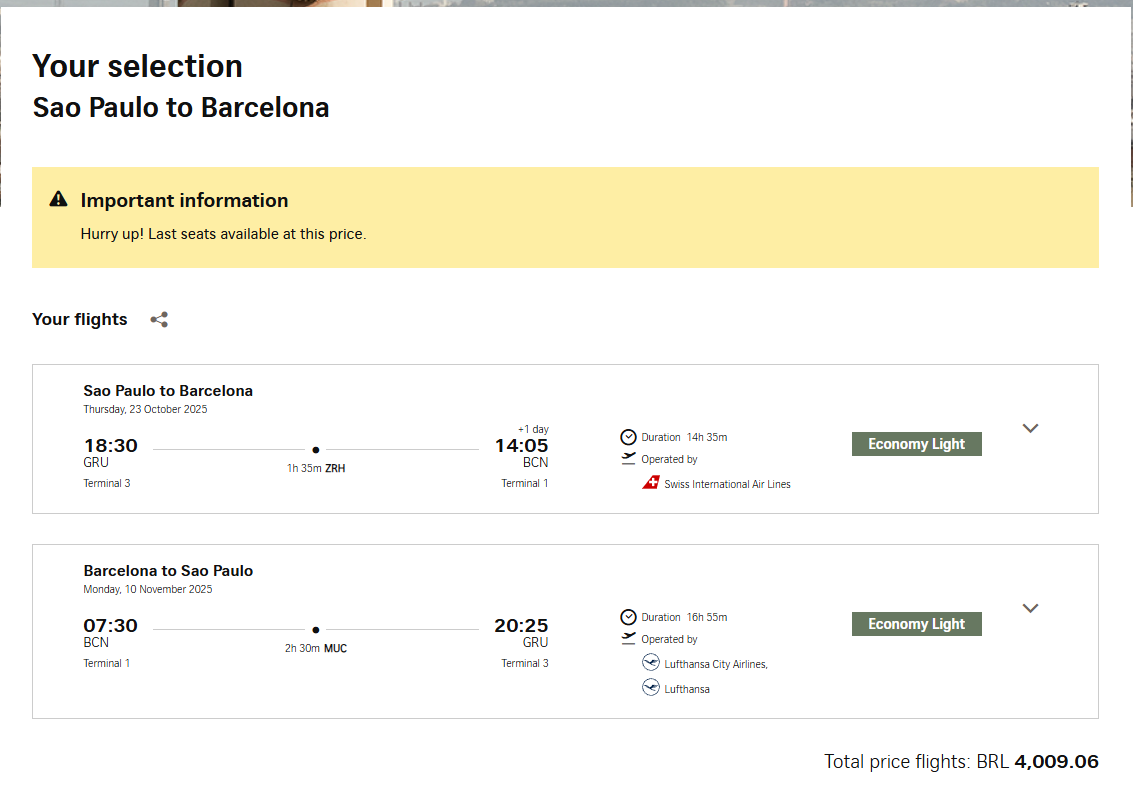 Your selection
Sao Paulo to Barcelona
Important information
Hurry up! Last seats available at this price.
Your flights
Sao Paulo to Barcelona
Thursday, 23 October 2025
18:30
GRU
Terminal 3
1h 35m ZRH
+1 day
14:05
BCN
Terminal 1
Duration 14h 35m
Operated by
Swiss International Air Lines
Economy Light
Barcelona to Sao Paulo
Monday, 10 November 2025
07:30
BCN
Terminal 1
2h 30m MUC
20:25
GRU
Terminal 3
Duration 16h 55m
Operated by
Lufthansa City Airlines,
Lufthansa
Economy Light
Total price flights: BRL 4,009.06